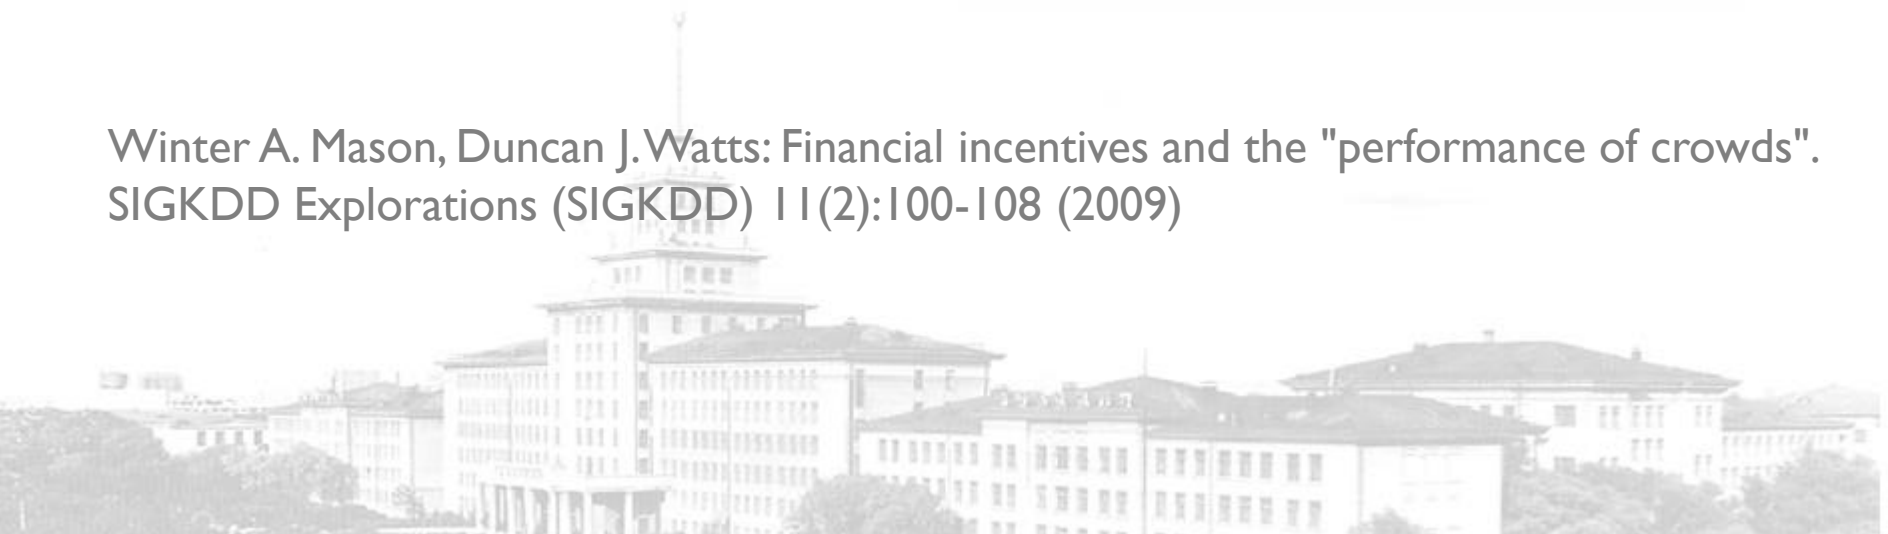 Winter A. Mason, Duncan J. Watts: Financial incentives and the "performance of crowds".
SIGKDD Explorations (SIGKDD) 11(2):100-108 (2009)